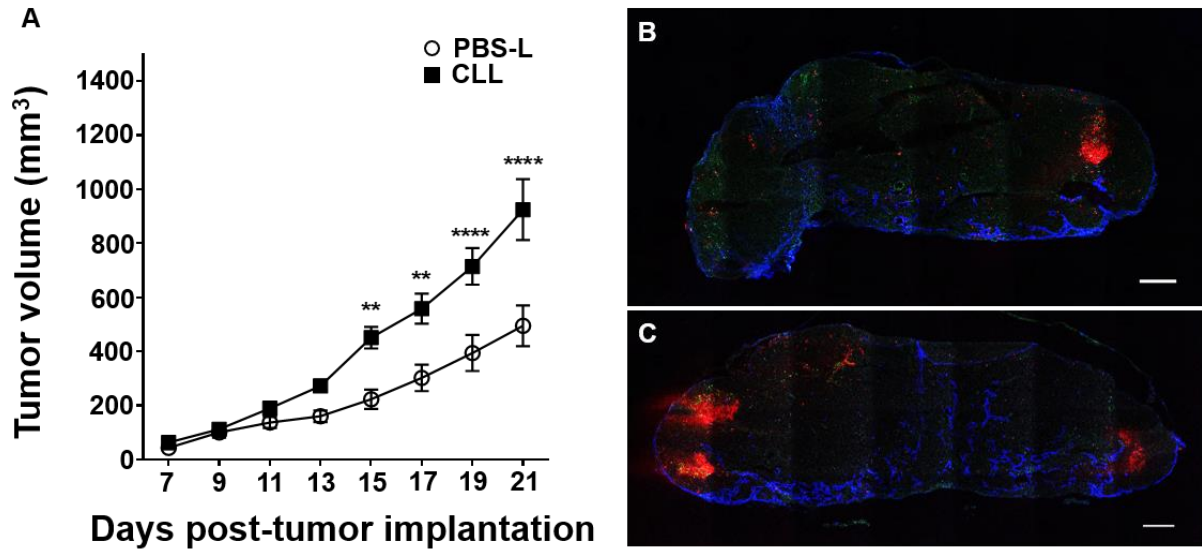 A
PBS-L
CLL
1400
1200
1000
800
600
400
200
0
Tumor volume (mm³)
**
**
****
****
7 9 11 13 15 17 19 21
Days post-tumor implantation
B
C